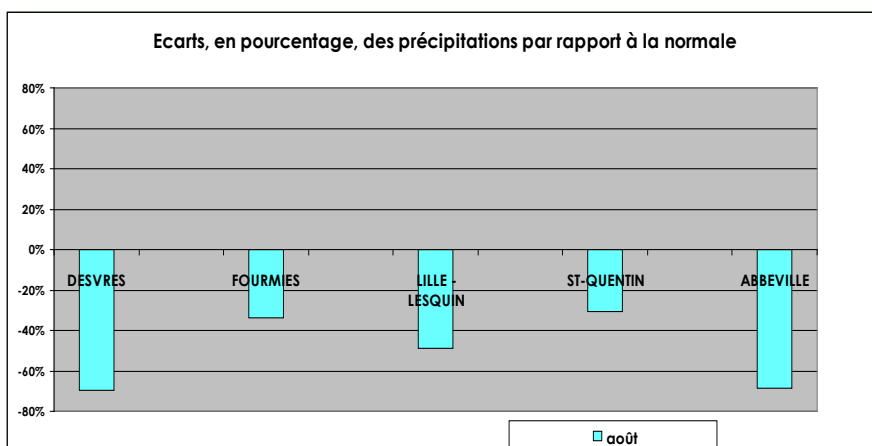 Ecarts, en pourcentage, des précipitations par rapport à la normale
80%
60%
40%
20%
0%
-20%
-40%
-60%
-80%
DESVRES
FOURMIES
LILLE -
LESQUIN
ST-QUENTIN
ABBEVILLE
août